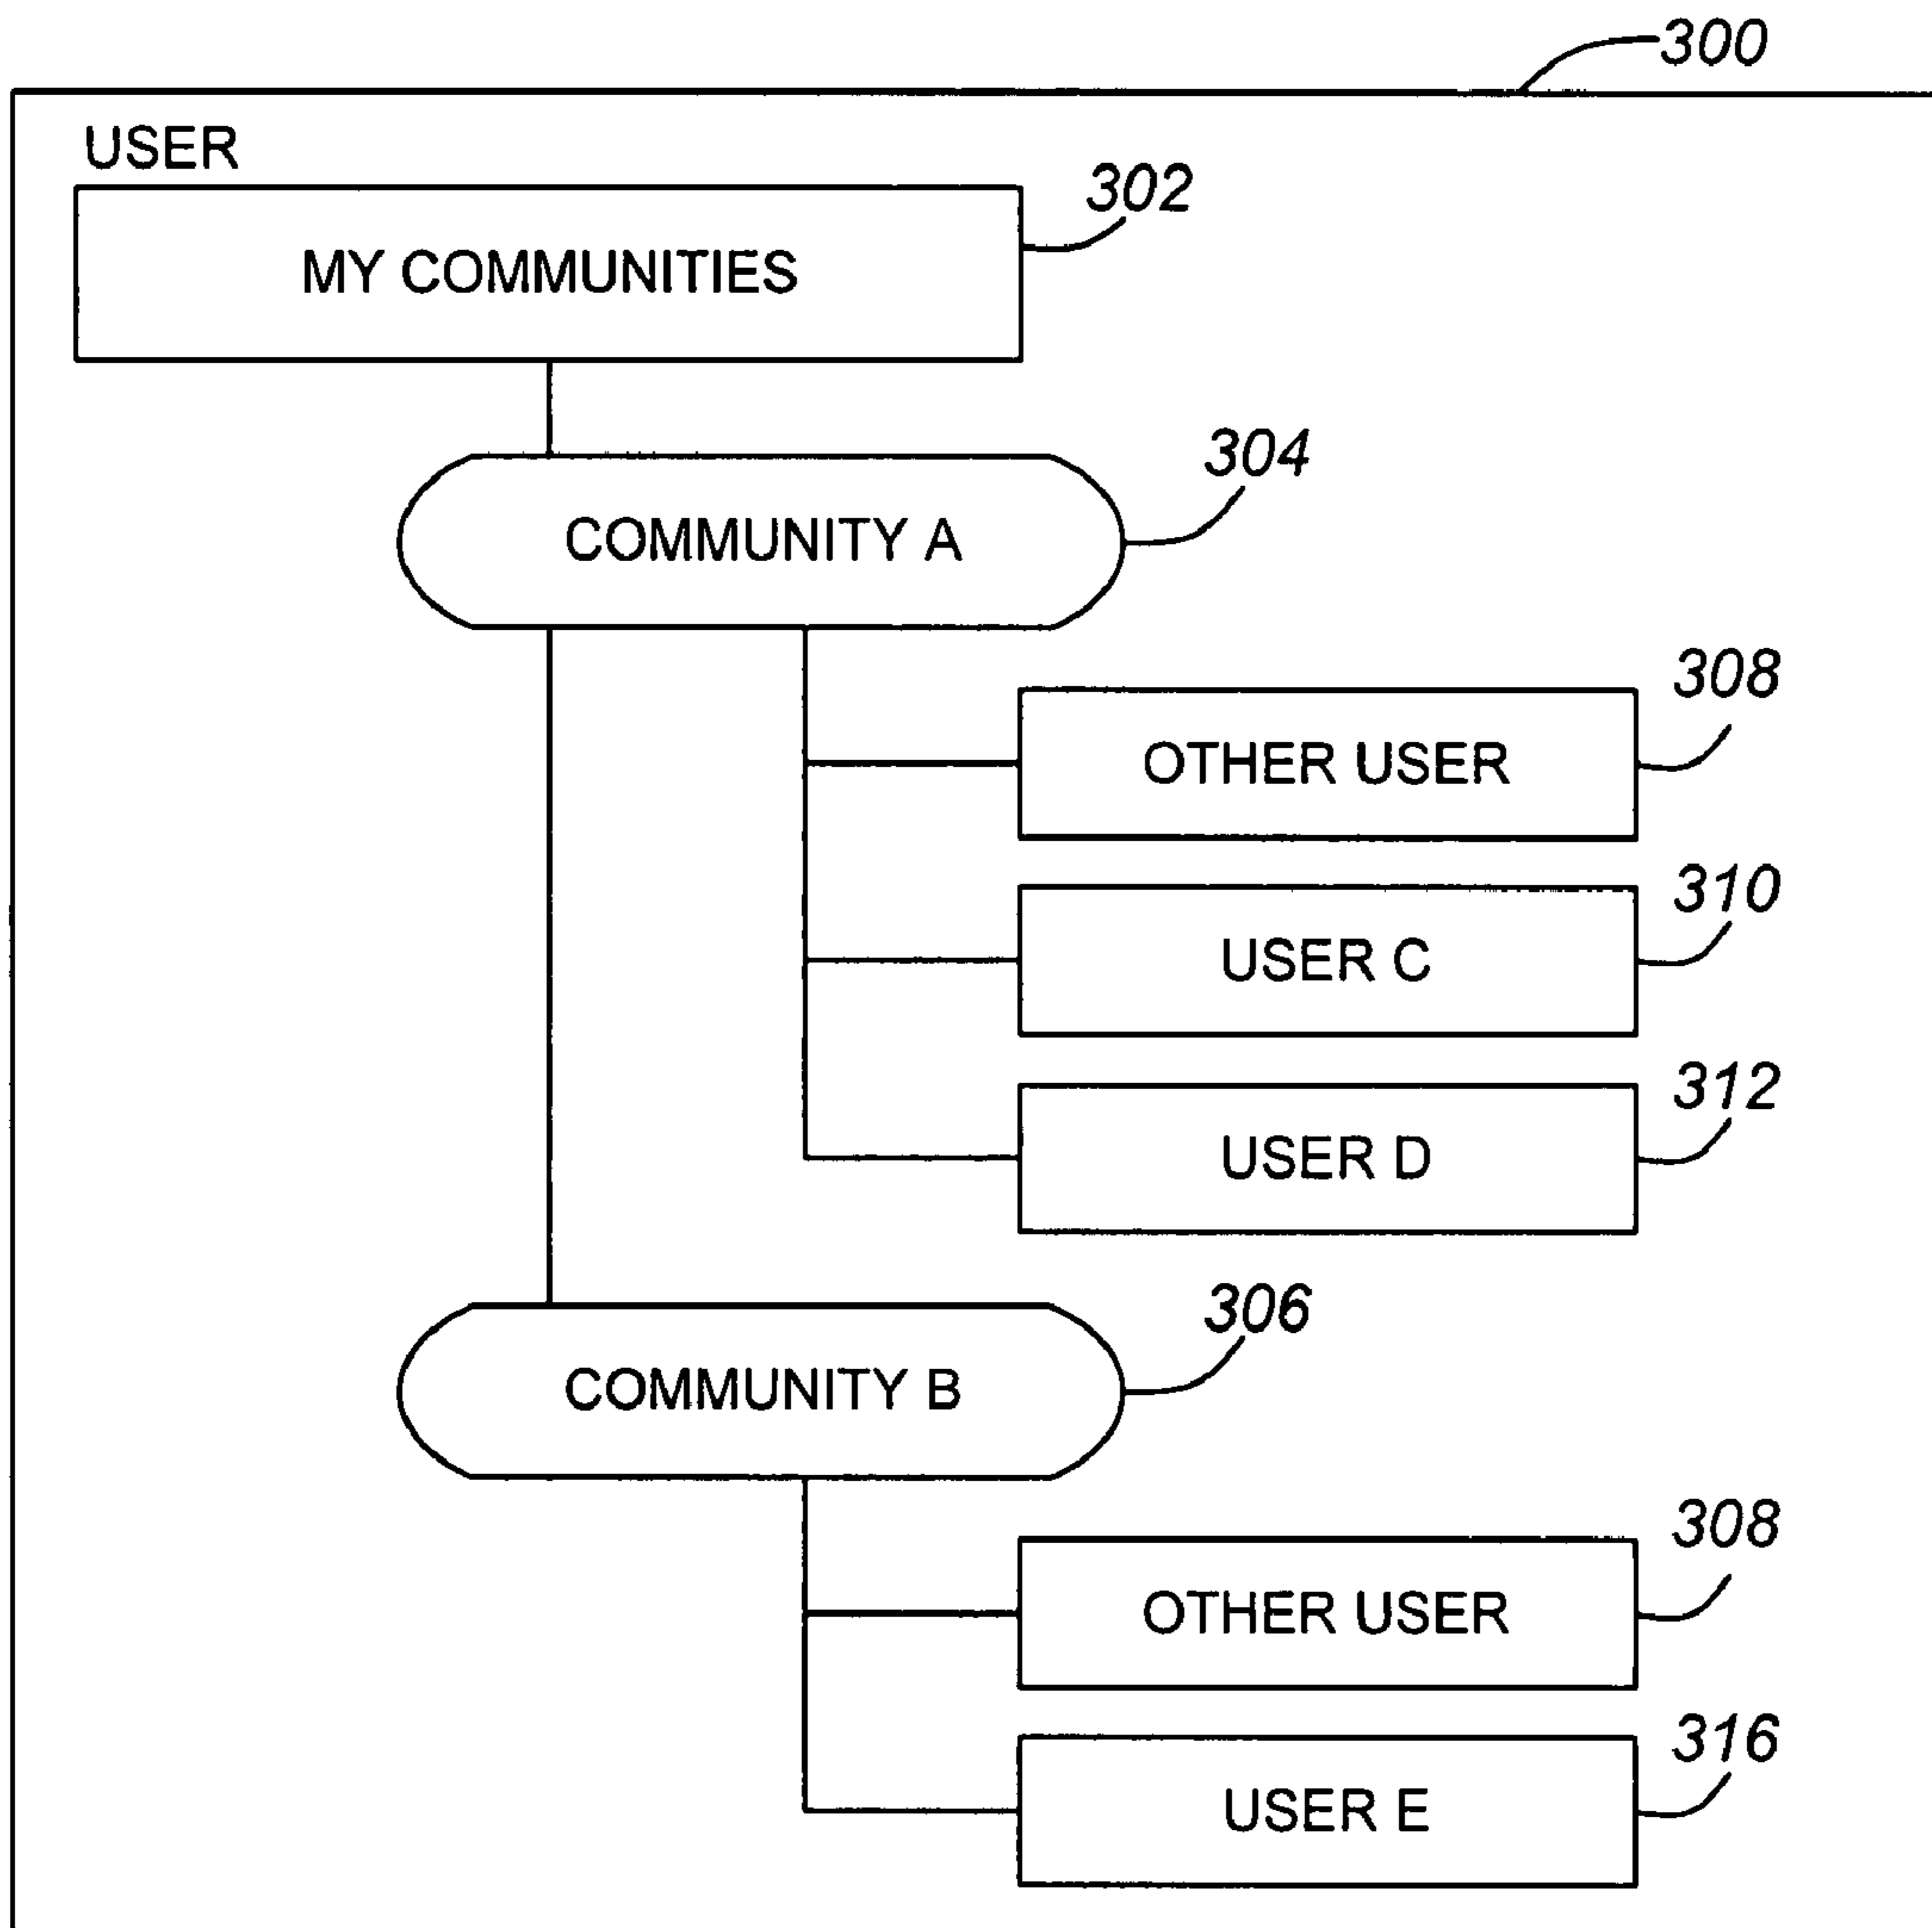 300
USER
302
MY COMMUNITIES
304
COMMUNITY A
308
OTHER USER
310
USER C
312
USER D
306
COMMUNITY B
308
OTHER USER
316
USER E